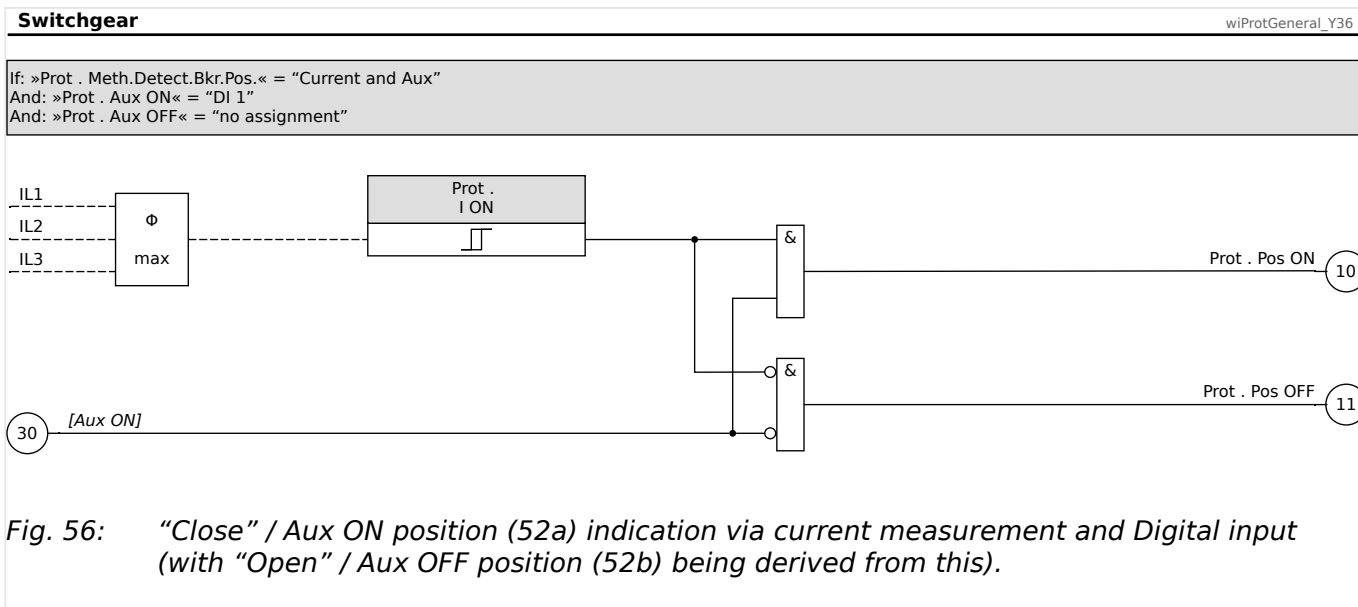 Switchgear
wiProtGeneral_Y36
If: »Prot . Meth.Detect.Bkr.Pos.« = “Current and Aux”
And: »Prot . Aux ON« = “DI 1”
And: »Prot . Aux OFF« = “no assignment”
IL1
IL2
IL3
Φ
max
Prot .
I ON
&
Prot . Pos ON
10
&
Prot . Pos OFF
11
30
[Aux ON]
Fig. 56: “Close” / Aux ON position (52a) indication via current measurement and Digital input
(with “Open” / Aux OFF position (52b) being derived from this).